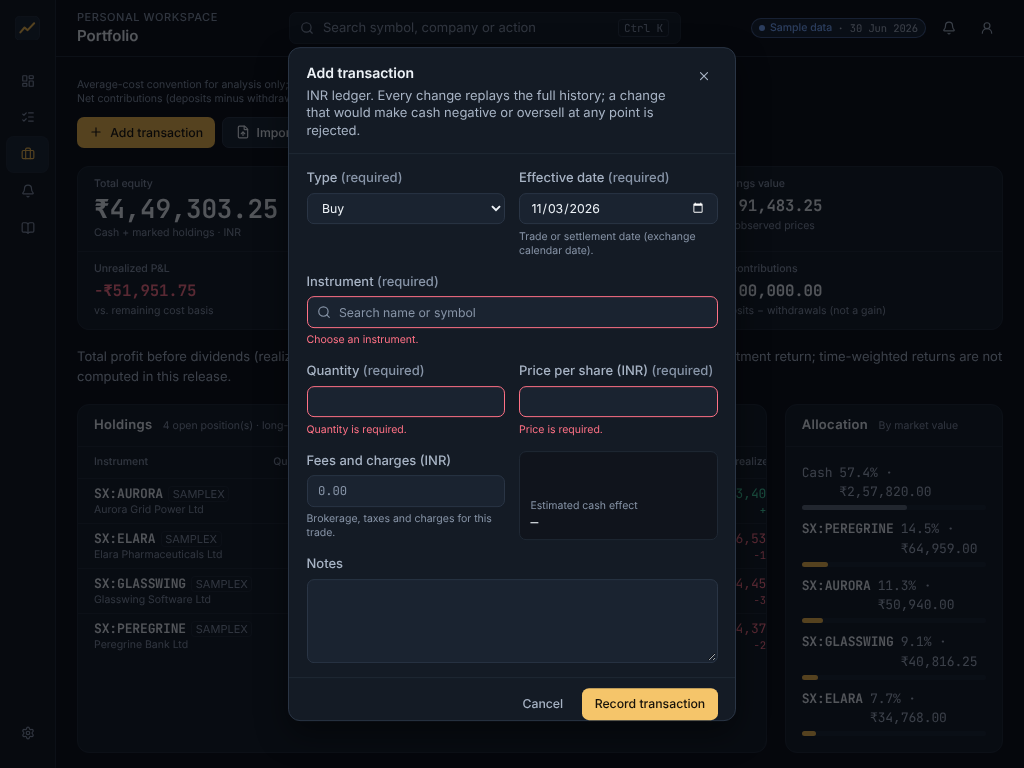 PERSONAL WORKSPACE
Portfolio
Search symbol, company or action
Ctrl K
Sample data · 30 Jun 2026
Average-cost convention for analysis only;
Net contributions (deposits minus
Add transaction
Total equity
₹4,49,303.25
Cash + marked holdings · INR
value
91,483.25
observed prices
Unrealized P&L
-₹51,951.75
vs. remaining cost basis
00,000.00
− withdrawals (not a gain)
Total profit before dividends
return; time-weighted returns are not
computed in this release.
Holdings
4 open position(s)
Instrument
SX:AURORA SAMPLEX
Aurora Grid Power Ltd
SX:ELARA SAMPLEX
Elara Pharmaceuticals Ltd
SX:GLASSWING SAMPLEX
Glasswing Software Ltd
SX:PEREGRINE SAMPLEX
Peregrine Bank Ltd
Allocation By market value
Cash 57.4% ·
₹2,57,820.00
SX:PEREGRINE 14.5% ·
₹64,959.00
SX:AURORA 11.3% ·
₹50,940.00
SX:GLASSWING 9.1% ·
₹40,816.25
SX:ELARA 7.7% ·
₹34,768.00
Add transaction
INR ledger. Every change replays the full history; a change
that would make cash negative or oversell at any point is
rejected.
Type (required)
Effective date (required)
Buy
11/03/2026
Trade or settlement date (exchange
calendar date).
Instrument (required)
Search name or symbol
Choose an instrument.
Quantity (required)
Price per share (INR) (required)
Quantity is required.
Price is required.
Fees and charges (INR)
0.00
Brokerage, taxes and charges for this
trade.
Estimated cash effect
—
Notes
Cancel
Record transaction